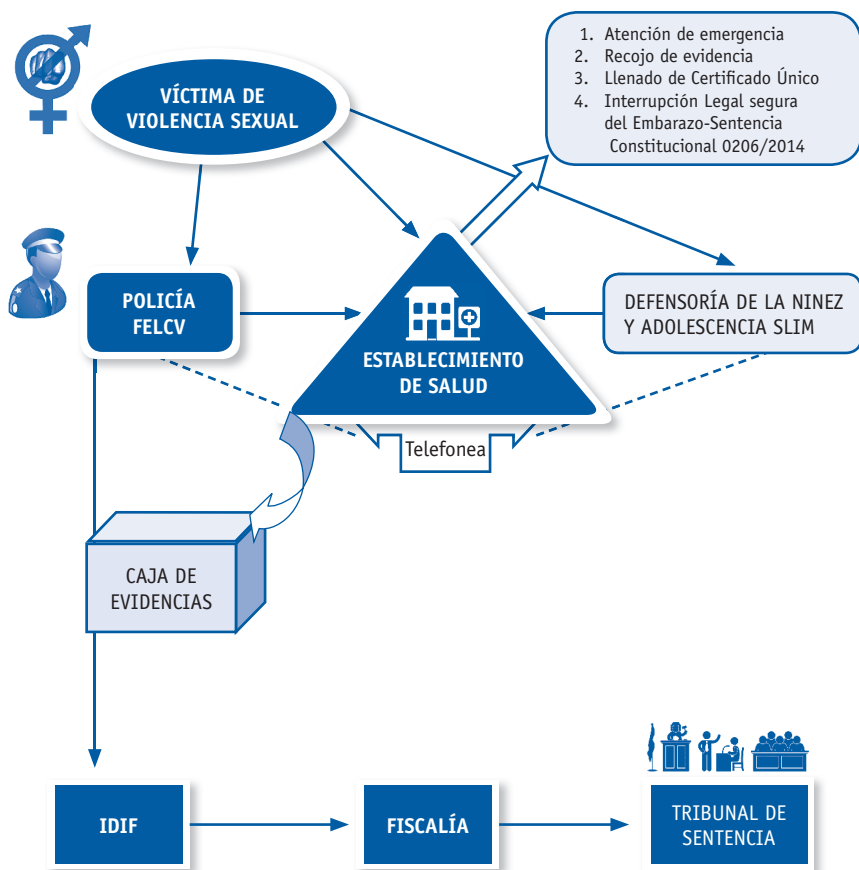 VÍCTIMA DE
VIOLENCIA SEXUAL
1. Atención de emergencia
2. Recojo de evidencia
3. Llenado de Certificado Único
4. Interrupción Legal segura
del Embarazo-Sentencia
Constitucional 0206/2014
POLICÍA
FELCV
ESTABLECIMIENTO
DE SALUD
DEFENSORÍA DE LA NINEZ
Y ADOLESCENCIA SLIM
Telefonea
CAJA DE
EVIDENCIAS
IDIF
FISCALÍA
TRIBUNAL DE
SENTENCIA